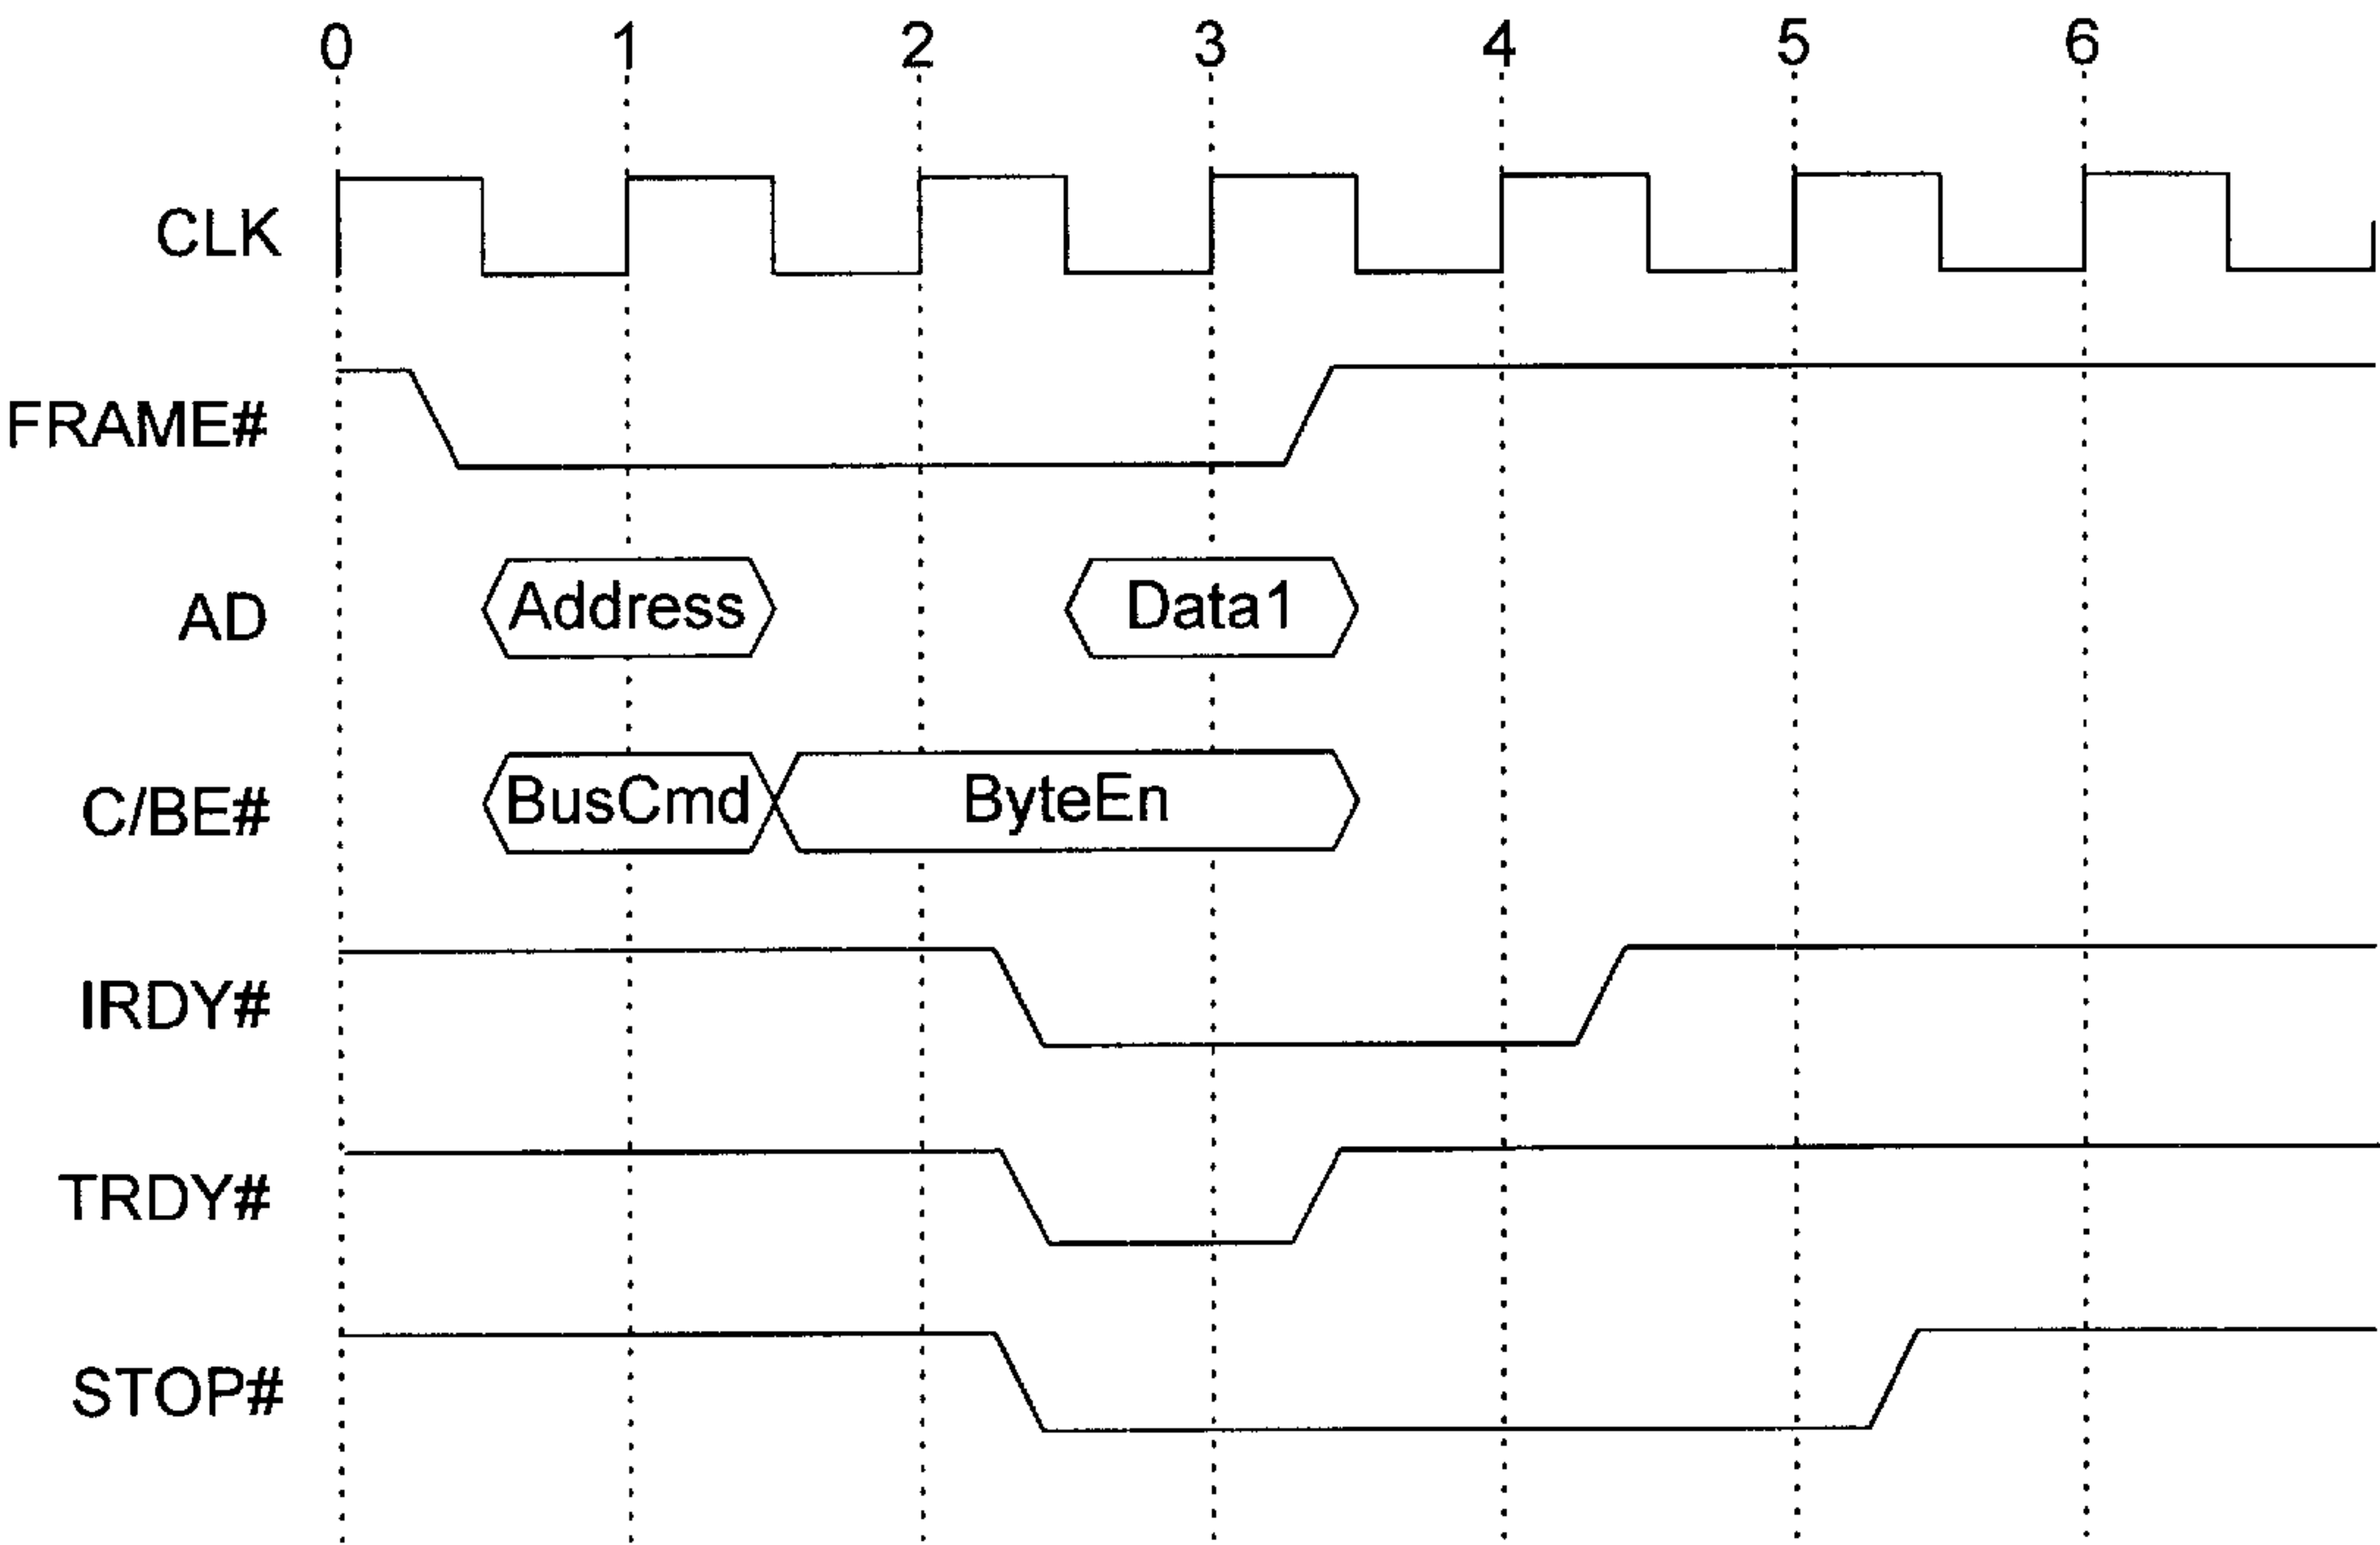 0 1 2 3 4 5 6
CLK
FRAME#
AD Address Data1
C/BE# BusCmd ByteEn
IRDY#
TRDY#
STOP#